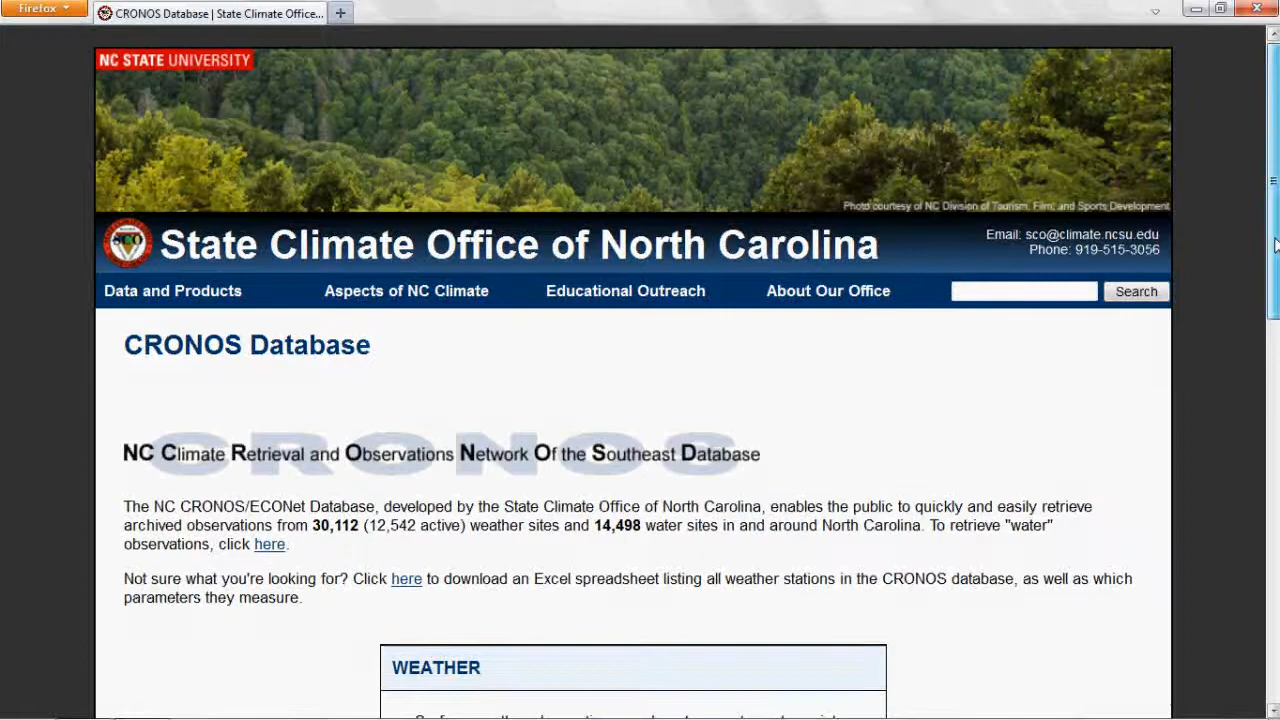 Firefox
CRONOS Database | State Climate Office...
NC STATE UNIVERSITY
Photo courtesy of NC Division of Tourism, Film, and Sports Development
SCO
State Climate Office of North Carolina
Email: sco@climate.ncsu.edu
Phone: 919-515-3056
Data and Products Aspects of NC Climate Educational Outreach About Our Office Search
CRONOS Database
CRONOS
NC Climate Retrieval and Observations Network Of the Southeast Database
The NC CRONOS/ECONet Database, developed by the State Climate Office of North Carolina, enables the public to quickly and easily retrieve
archived observations from 30,112 (12,542 active) weather sites and 14,498 water sites in and around North Carolina. To retrieve "water"
observations, click here.
Not sure what you're looking for? Click here to download an Excel spreadsheet listing all weather stations in the CRONOS database, as well as which
parameters they measure.
WEATHER